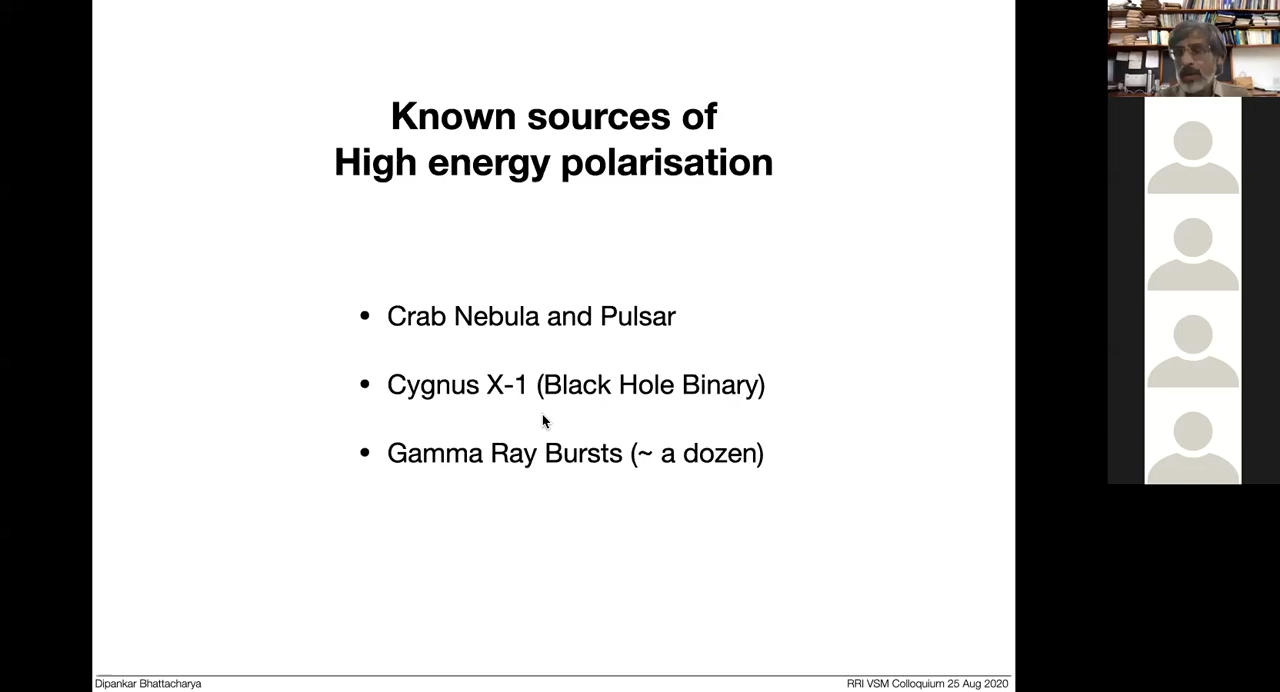 Known sources of
High energy polarisation
• Crab Nebula and Pulsar
• Cygnus X-1 (Black Hole Binary)
• Gamma Ray Bursts (~ a dozen)
Dipankar Bhattacharya
RRI VSM Colloquium 25 Aug 2020